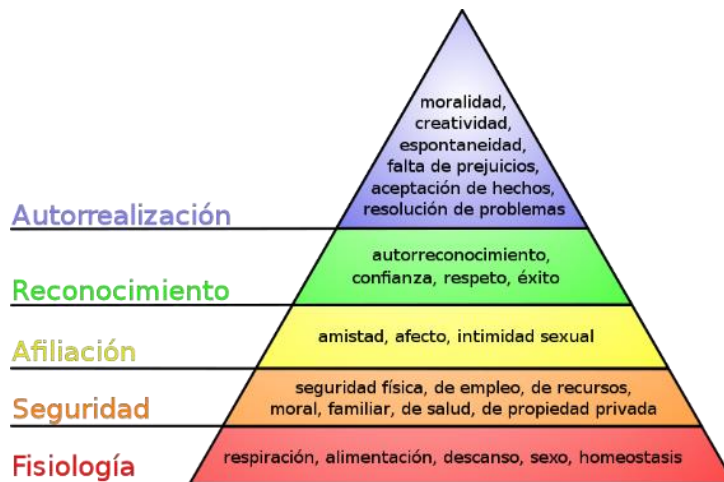 moralidad,
creatividad,
espontaneidad,
falta de prejuicios,
aceptación de hechos,
resolución de problemas
Autorrealización
autorreconocimiento,
confianza, respeto, éxito
Reconocimiento
amistad, afecto, intimidad sexual
Afiliación
seguridad física, de empleo, de recursos,
moral, familiar, de salud, de propiedad privada
Seguridad
respiración, alimentación, descanso, sexo, homeostasis
Fisiología